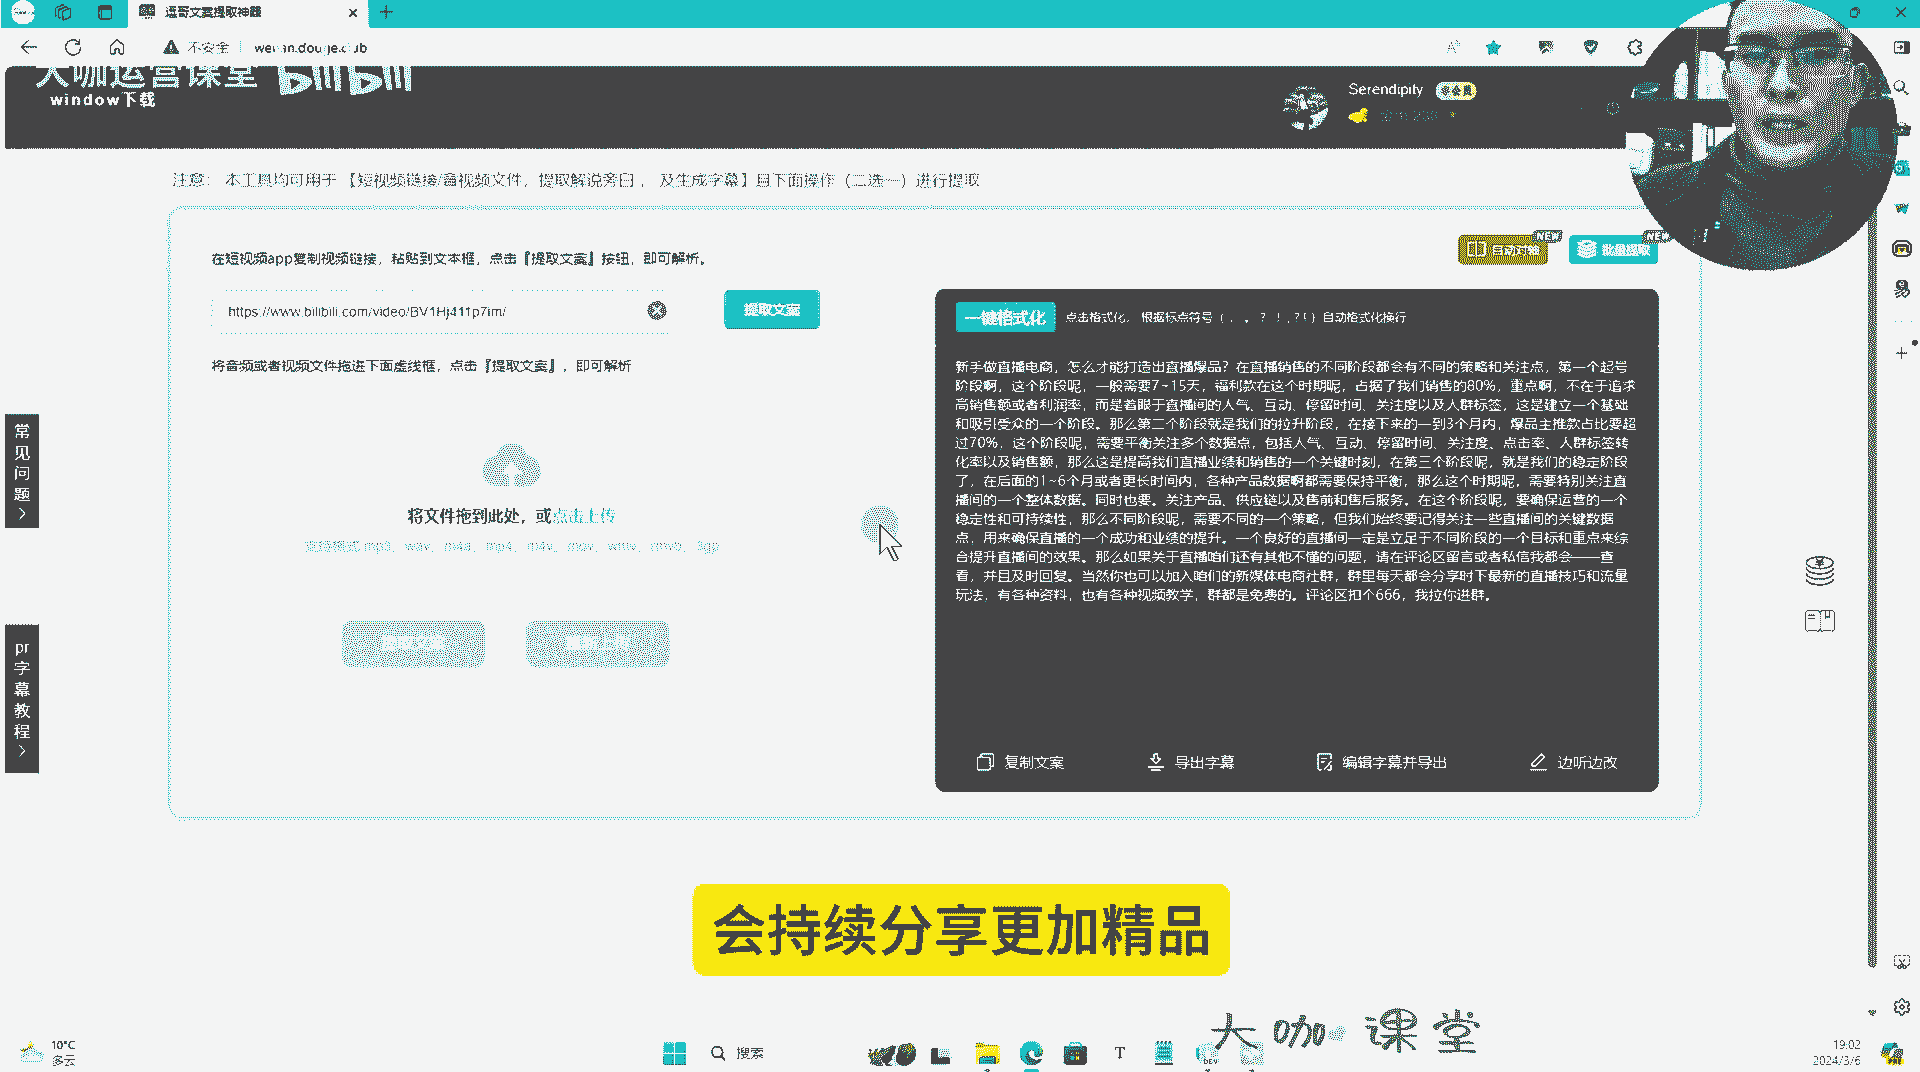 逗哥文案提取神器
不安全
大咖运营课堂 bilibili
window下载
Serendipity
注意： 本工具均可用于 【短视频链接/音视频文件，提取解说旁白 ， 及生成字幕】且下面操作（二选一）进行提取
在短视频app复制视频链接，粘贴到文本框，点击『提取文案』按钮，即可解析。
NEW
NEW
批量提取
https://www.bilibili.com/video/BV1Hj411p7im/
提取文案
一键格式化
点击格式化， 根据标点符号（ ， 。 ？ ！ , ? ! ）自动格式化换行
将音频或者视频文件拖进下面虚线框，点击『提取文案』，即可解析
新手做直播电商，怎么才能打造出直播爆品？在直播销售的不同阶段都会有不同的策略和关注点，第一个起号
阶段啊，这个阶段呢，一般需要7~15天，福利款在这个时期呢，占据了我们销售的80%，重点啊，不在于追求
高销售额或者利润率，而是着眼于直播间的人气、互动、停留时间、关注度以及人群标签，这是建立一个基础
和吸引受众的一个阶段。那么第二个阶段就是我们的拉升阶段，在接下来的一到3个月内，爆品主推款占比要超
过70%，这个阶段呢，需要平衡关注多个数据点，包括人气、互动、停留时间、关注度、点击率、人群标签转
化率以及销售额，那么这是提高我们直播业绩和销售的一个关键时刻，在第三个阶段呢，就是我们的稳定阶段
了，在后面的1~6个月或者更长时间内，各种产品数据啊都需要保持平衡，那么这个时期呢，需要特别关注直
播间的一个整体数据。同时也要。关注产品、供应链以及售前和售后服务。在这个阶段呢，要确保运营的一个
稳定性和可持续性，那么不同阶段呢，需要不同的一个策略，但我们始终要记得关注一些直播间的关键数据
点，用来确保直播的一个成功和业绩的提升。一个良好的直播间一定是立足于不同阶段的一个目标和重点来综
合提升直播间的效果。那么如果关于直播咱们还有其他不懂的问题，请在评论区留言或者私信我都会一一查
看，并且及时回复。当然你也可以加入咱们的新媒体电商社群，群里每天都会分享时下最新的直播技巧和流量
玩法，有各种资料，也有各种视频教学，群都是免费的。评论区扣个666，我拉你进群。
将文件拖到此处，或点击上传
支持格式 mp3、wav、m4a、mp4、m4v、mov、wmv、rmvb、3gp
常见问题
pr字幕教程
复制文案
导出字幕
编辑字幕并导出
边听边改
会持续分享更加精品
大咖课堂
10°C
多云
搜索
19:02
2024/3/6